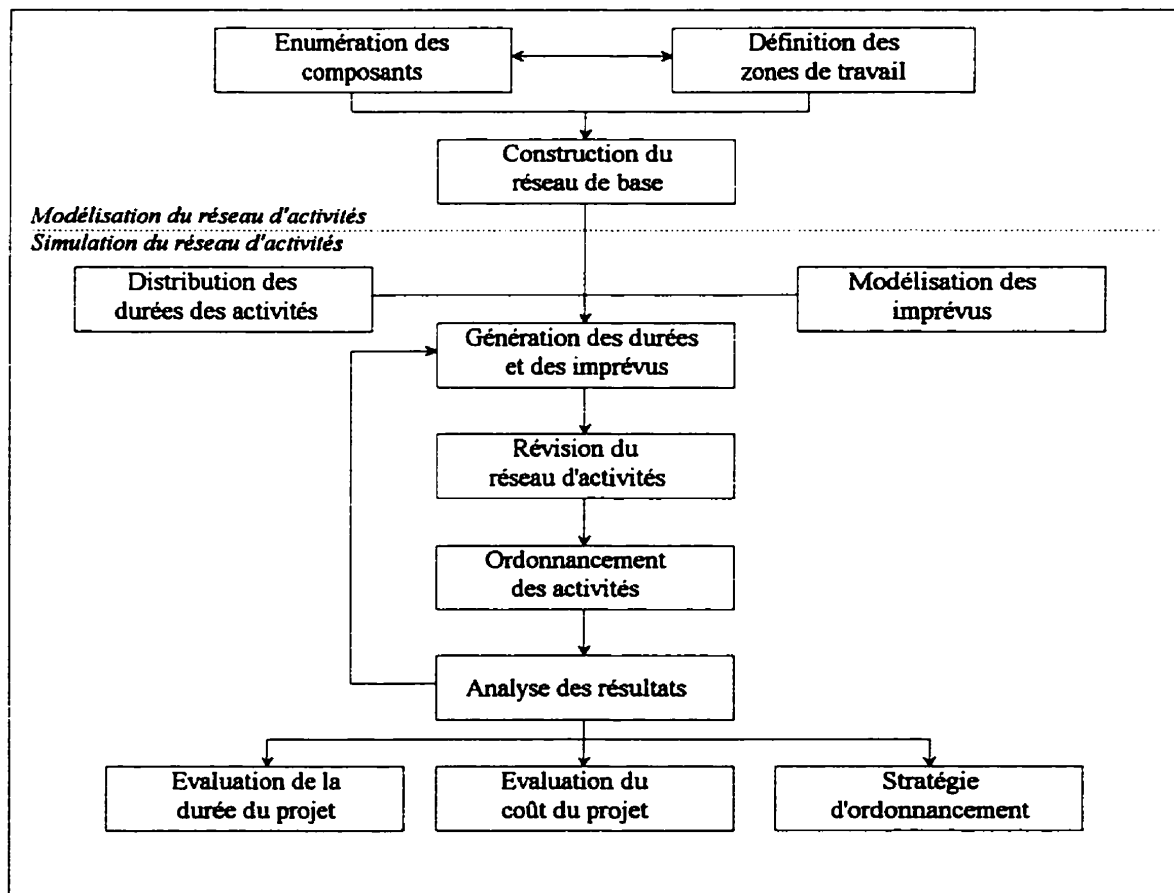 Enumération des
composants
Définition des
zones de travail
Construction du
réseau de base
Modélisation du réseau d'activités
Simulation du réseau d'activités
Distribution des
durées des activités
Modélisation des
imprévus
Génération des durées
et des imprévus
Révision du
réseau d'activités
Ordonnancement
des activités
Analyse des résultats
Evaluation de la
durée du projet
Evaluation du
coût du projet
Stratégie
d'ordonnancement